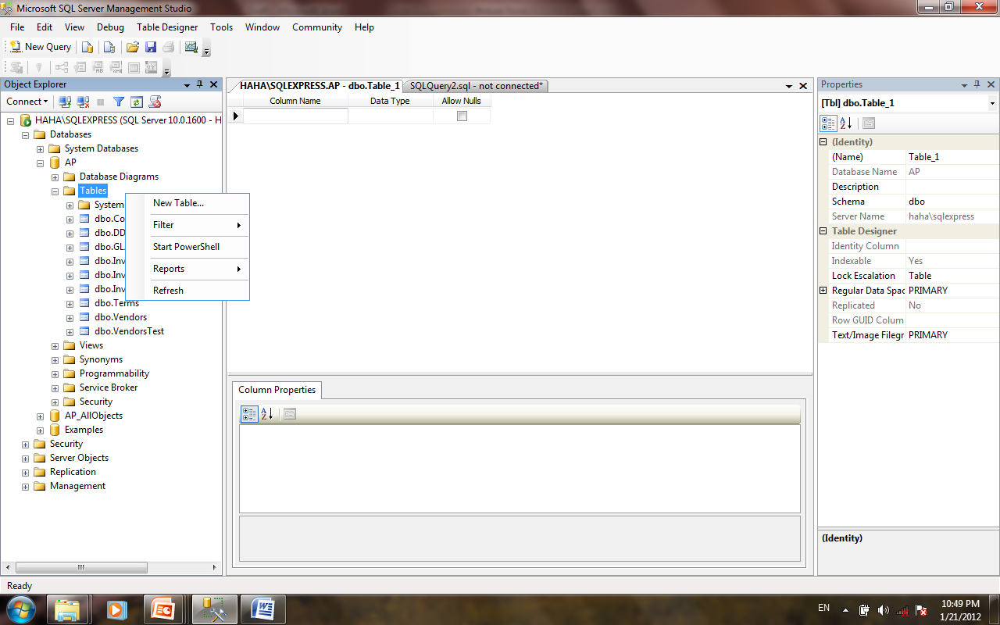 Microsoft SQL Server Management Studio
File Edit View Debug Table Designer Tools Window Community Help
New Query
Object Explorer
Connect
HAHA\SQLEXPRESS (SQL Server 10.0.1600 - H
Databases
System Databases
AP
Database Diagrams
Tables
System
dbo.Co
dbo.DD
dbo.GL
dbo.Inv
dbo.Inv
dbo.Inv
dbo.Terms
dbo.Vendors
dbo.VendorsTest
Views
Synonyms
Programmability
Service Broker
Security
AP_AllObjects
Examples
Security
Server Objects
Replication
Management
New Table...
Filter
Start PowerShell
Reports
Refresh
HAHA\SQLEXPRESS.AP - dbo.Table_1 SQLQuery2.sql - not connected*
Column Name Data Type Allow Nulls
Column Properties
Properties
[Tbl] dbo.Table_1
(Identity)
(Name) Table_1
Database Name AP
Description
Schema dbo
Server Name haha\sqlexpress
Table Designer
Identity Column
Indexable Yes
Lock Escalation Table
Regular Data Spac PRIMARY
Replicated No
Row GUID Colum
Text/Image Filegr PRIMARY
(Identity)
Ready
EN
10:49 PM
1/21/2012